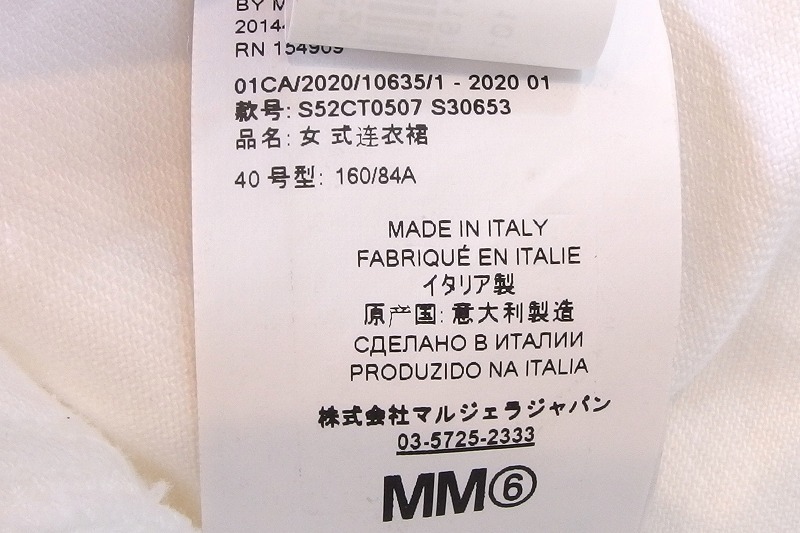 BY M
2014
RN 154909
01CA/2020/10635/1 - 2020 01
款号: S52CT0507 S30653
品名: 女 式连衣裙
40 号型: 160/84A
MADE IN ITALY
FABRIQUÉ EN ITALIE
イタリア製
原产国: 意大利製造
СДЕЛАНО В ИТАЛИИ
PRODUZIDO NA ITALIA
株式会社マルジェラジャパン
03-5725-2333
MM⑥